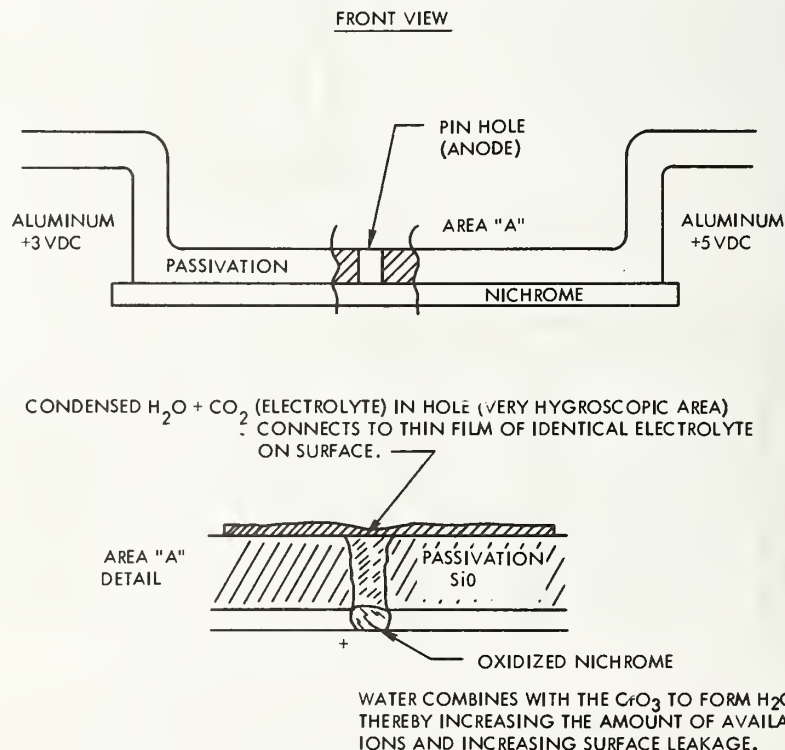 FRONT VIEW
PIN HOLE
(ANODE)
ALUMINUM
+3 VDC
AREA "A"
ALUMINUM
+5 VDC
PASSIVATION
NICHROME
CONDENSED H2O + CO2 (ELECTROLYTE) IN HOLE (VERY HYGROSCOPIC AREA)
CONNECTS TO THIN FILM OF IDENTICAL ELECTROLYTE
ON SURFACE.
AREA "A"
DETAIL
PASSIVATION
SiO
+
OXIDIZED NICHROME
WATER COMBINES WITH THE CrO3 TO FORM
THEREBY INCREASING THE AMOUNT OF
IONS AND INCREASING SURFACE LEAKAGE.